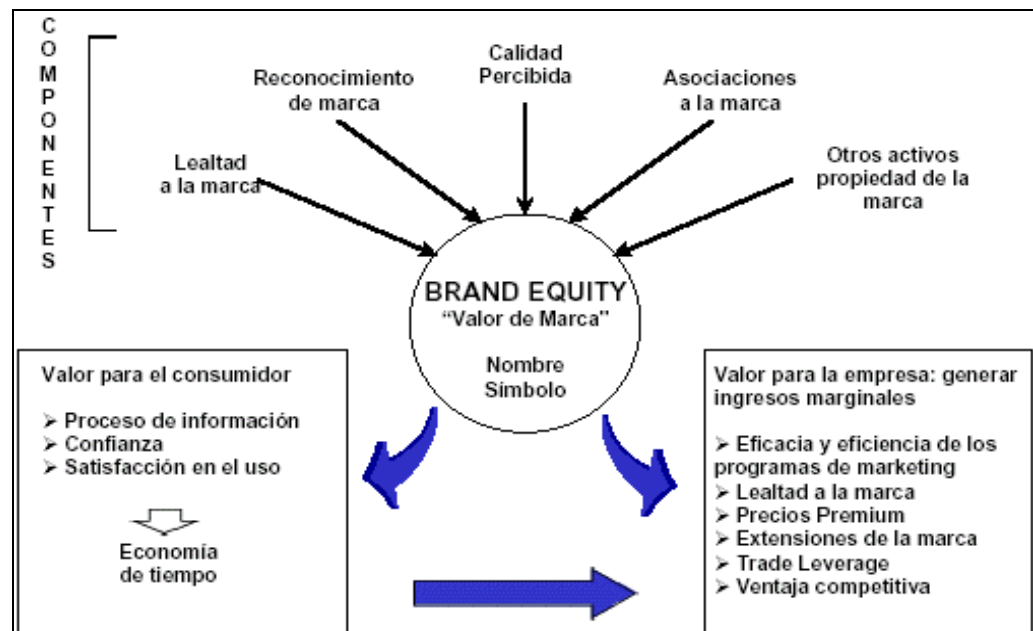 COMPONENTES
Calidad
Percibida
Reconocimiento
de marca
Asociaciones
a la marca
Lealtad
a la marca
Otros activos
propiedad de la
marca
BRAND EQUITY
“Valor de Marca"
Nombre
Símbolo
Valor para el consumidor
➢ Proceso de información
➢ Confianza
➢ Satisfacción en el uso
Economía
de tiempo
Valor para la empresa: generar
ingresos marginales
➢ Eficacia y eficiencia de los
programas de marketing
➢ Lealtad a la marca
➢ Precios Premium
➢ Extensiones de la marca
➢ Trade Leverage
➢ Ventaja competitiva